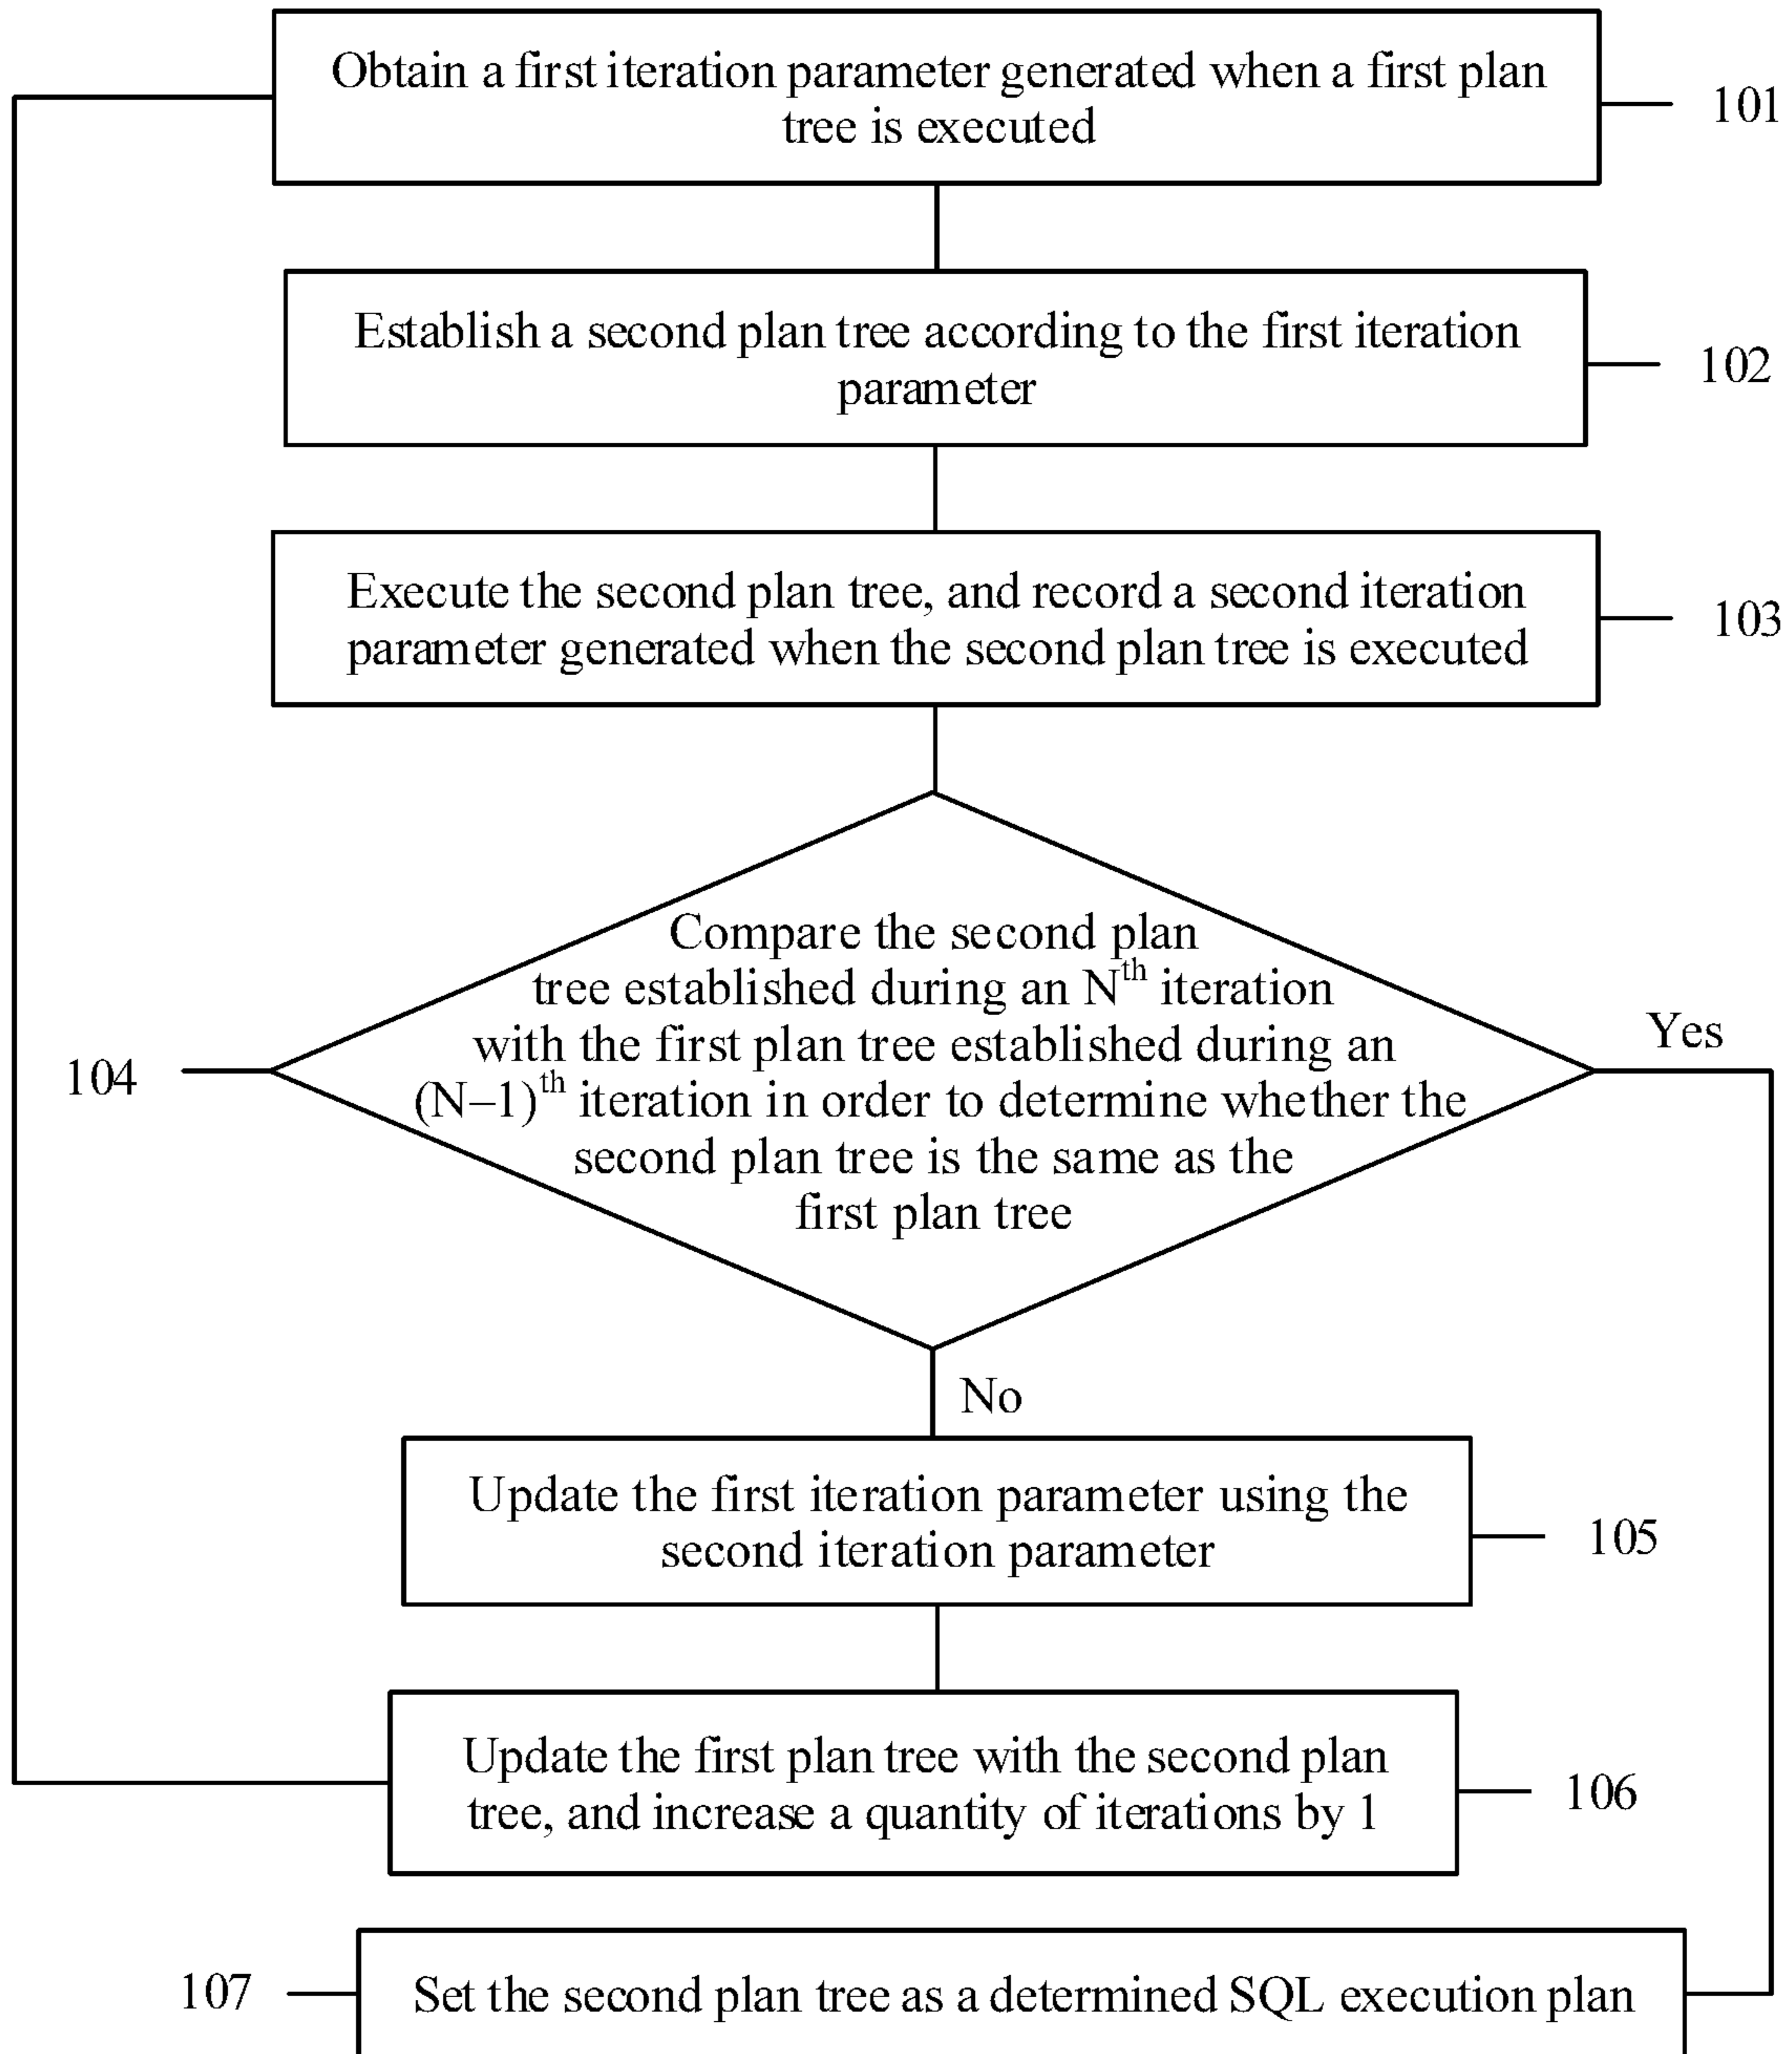 Obtain a first iteration parameter generated when a first plan
tree is executed
101
Establish a second plan tree according to the first iteration
parameter
102
Execute the second plan tree, and record a second iteration
parameter generated when the second plan tree is executed
103
Compare the second plan
tree established during an Nth iteration
with the first plan tree established during an
(N–1)th iteration in order to determine whether the
second plan tree is the same as the
first plan tree
104
Yes
No
Update the first iteration parameter using the
second iteration parameter
105
Update the first plan tree with the second plan
tree, and increase a quantity of iterations by 1
106
107
Set the second plan tree as a determined SQL execution plan